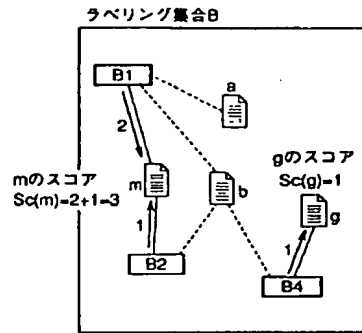 ラベリング集合B
B1
a
2
mのスコア
Sc(m)=2+1=3
m
b
gのスコア
Sc(g)=1
g
1
1
B2
B4